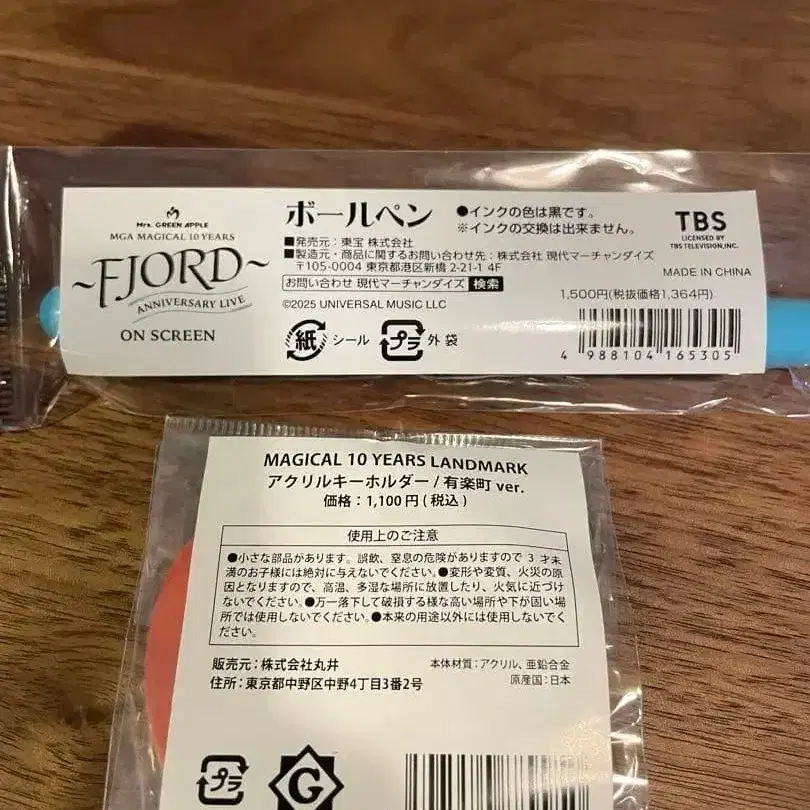 Mrs. GREEN APPLE
MGA MAGICAL 10 YEARS
~FJORD~
ANNIVERSARY LIVE
ON SCREEN
ボールペン
●インクの色は黒です。
※インクの交換は出来ません。
■発売元：東宝 株式会社
■製造元・商品に関するお問い合わせ先：株式会社 現代マーチャンダイズ
〒105-0004 東京都港区新橋 2-21-1 4F
お問い合わせ 現代マーチャンダイズ 検索
©2025 UNIVERSAL MUSIC LLC
紙 シール プラ 外袋
TBS
LICENSED BY
TBS TELEVISION,INC.
MADE IN CHINA
1,500円(税抜価格1,364円)
4 988104 165305
MAGICAL 10 YEARS LANDMARK
アクリルキーホルダー / 有楽町 ver.
価格：1,100円 ( 税込 )
使用上のご注意
●小さな部品があります。誤飲、窒息の危険がありますので 3 才未
満のお子様には絶対に与えないでください。●変形や変質、火災の原
因となりますので、高温、多湿な場所に放置したり、火気に近づけ
ないでください。●万一落下して破損する様な高い場所や下が固い場
所では使用しないでください。●本来の用途以外には使用しないでく
ださい。
販売元：株式会社丸井
住所：東京都中野区中野4丁目3番2号
本体材質：アクリル、亜鉛合金
原産国：日本
プラ
G